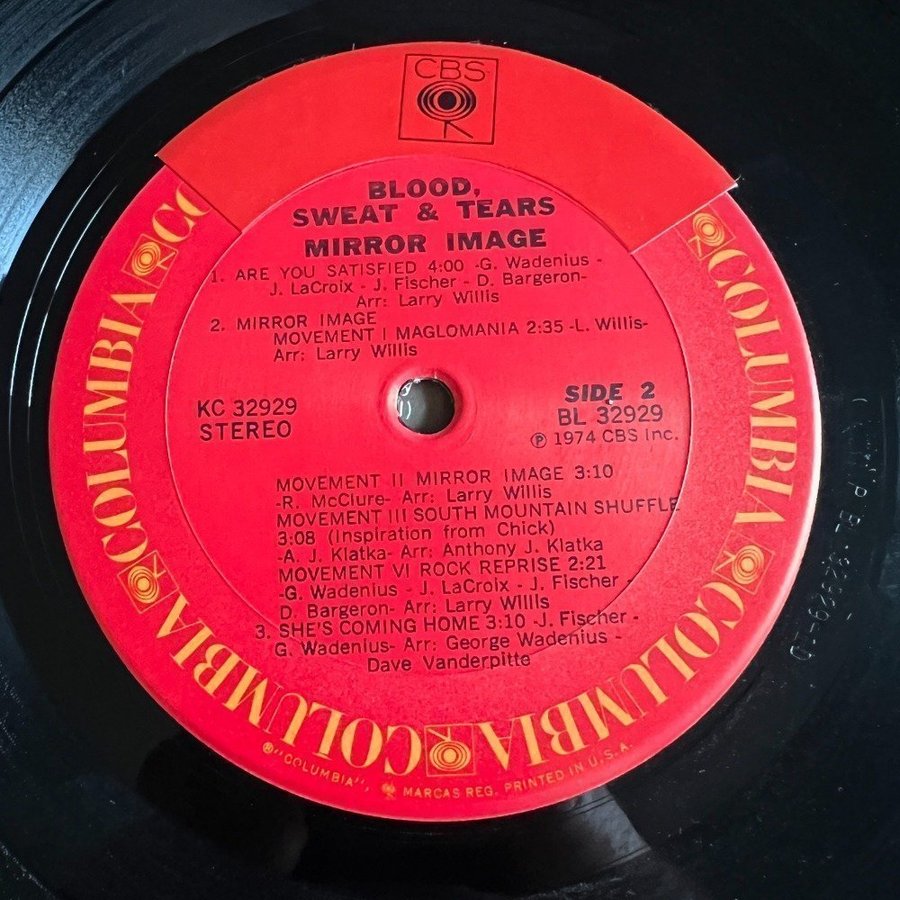 CBS
BLOOD,
SWEAT & TEARS
MIRROR IMAGE
1. ARE YOU SATISFIED 4:00 -G. Wadenius -
J. LaCroix - J. Fischer - D. Bargeron-
Arr: Larry Willis
2. MIRROR IMAGE
MOVEMENT I MAGLOMANIA 2:35 -L. Willis-
Arr: Larry Willis
KC 32929
STEREO
SIDE 2
BL 32929
Ⓟ 1974 CBS Inc.
MOVEMENT II MIRROR IMAGE 3:10
-R. McClure- Arr: Larry Willis
MOVEMENT III SOUTH MOUNTAIN SHUFFLE
3:08 (Inspiration from Chick)
-A. J. Klatka- Arr: Anthony J. Klatka
MOVEMENT VI ROCK REPRISE 2:21
-G. Wadenius - J. LaCroix - J. Fischer -
D. Bargeron- Arr: Larry Willis
3. SHE'S COMING HOME 3:10 -J. Fischer -
G. Wadenius- Arr: George Wadenius -
Dave Vanderpitte
CO
COLUMBIA
COLUMBIA
COLUMBIA
COLUMBIA
COLUMBIA
®"COLUMBIA", MARCAS REG. PRINTED IN U.S.A.